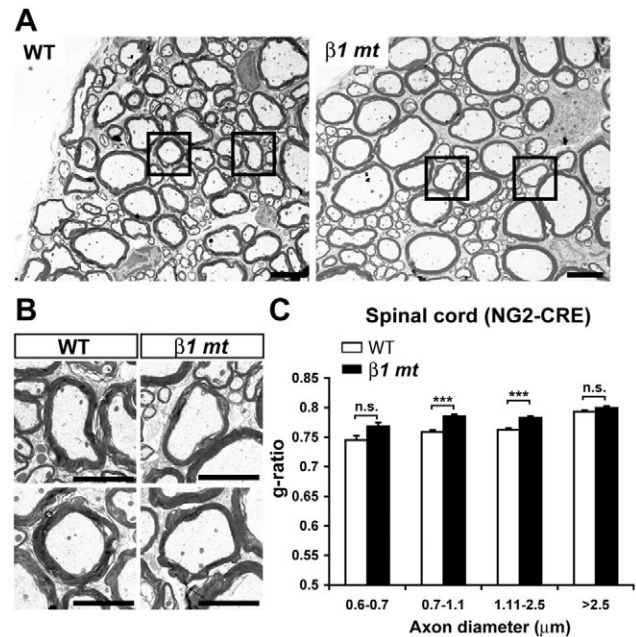 A
WT
β1 mt
B
WT
β1 mt
C
Spinal cord (NG2-CRE)
WT
β1 mt
0.85
0.8
0.75
0.7
0.65
0.6
0.55
0.5
g-ratio
n.s.
***
***
n.s.
0.6-0.7
0.7-1.1
1.11-2.5
>2.5
Axon diameter (μm)